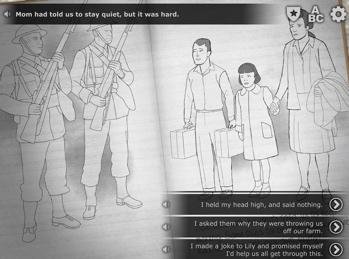 Mom had told us to stay quiet, but it was hard.
A
BC
I held my head high, and said nothing.
I asked them why they were throwing us
off our farm.
I made a joke to Lily and promised myself
I'd help us all get through this.